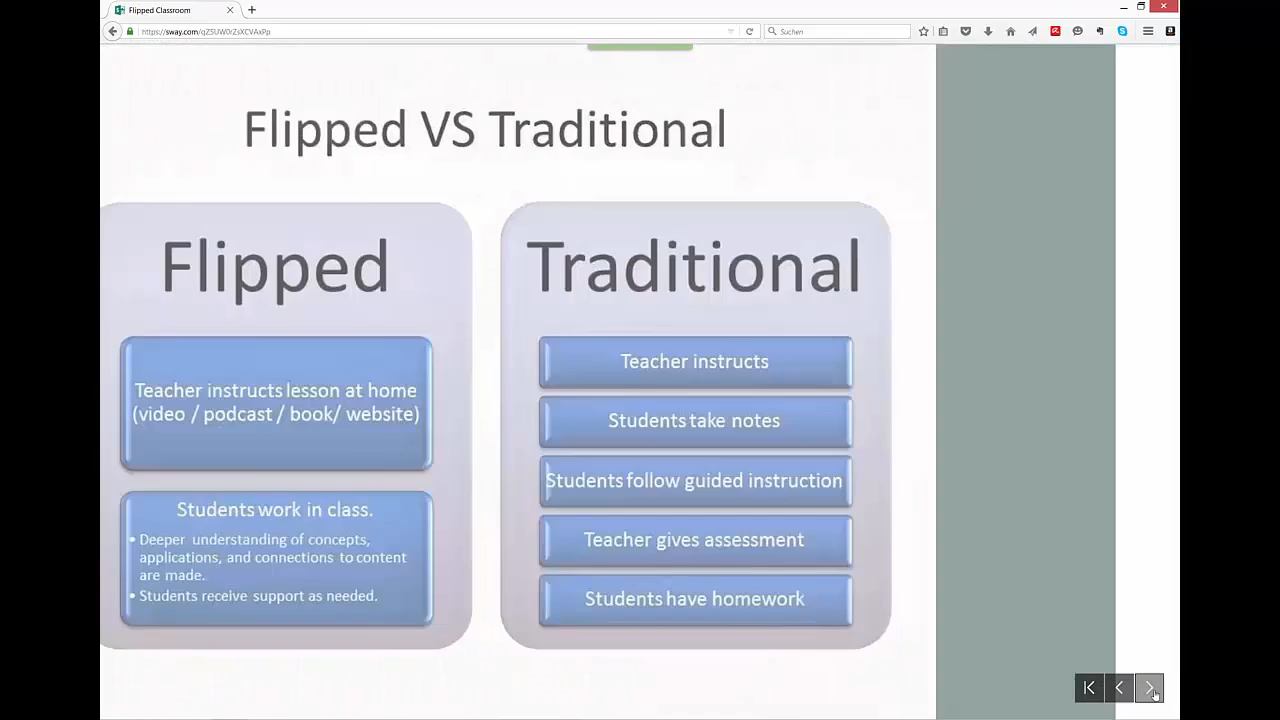 Flipped Classroom
https://sway.com/qZ5UW0rZsXCVAxPp
Suchen
Flipped VS Traditional
Flipped
Teacher instructs lesson at home
(video / podcast / book/ website)
Students work in class.
• Deeper understanding of concepts,
applications, and connections to content
are made.
• Students receive support as needed.
Traditional
Teacher instructs
Students take notes
Students follow guided instruction
Teacher gives assessment
Students have homework